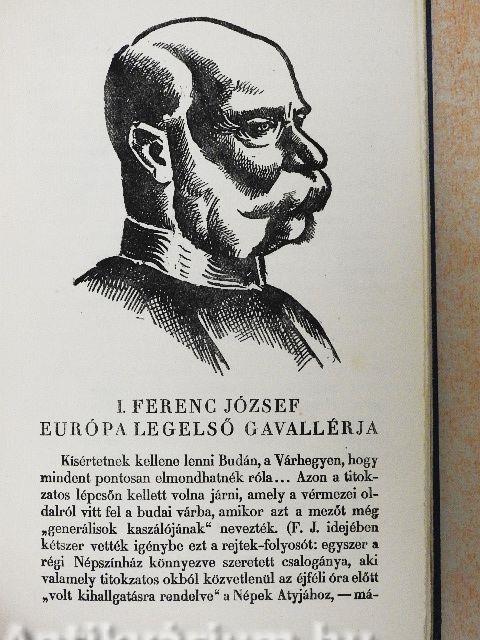 I. FERENC JÓZSEF
EURÓPA LEGELSŐ GAVALLÉRJA
Kísértetnek kellene lenni Budán, a Várhegyen, hogy
mindent pontosan elmondhatnék róla... Azon a titok-
zatos lépcsőn kellett volna járni, amely a vérmezei ol-
dalról vitt fel a budai várba, amikor azt a mezőt még
„generálisok kaszálójának“ nevezték. (F. J. idejében
kétszer vették igénybe ezt a rejtek-folyosót: egyszer a
régi Népszínház könnyezve szeretett csalogánya, aki
valamely titokzatos okból közvetlenül az éjféli óra előtt
„volt kihallgatásra rendelve“ a Népek Atyjához, — má-
Antikvarium.hu